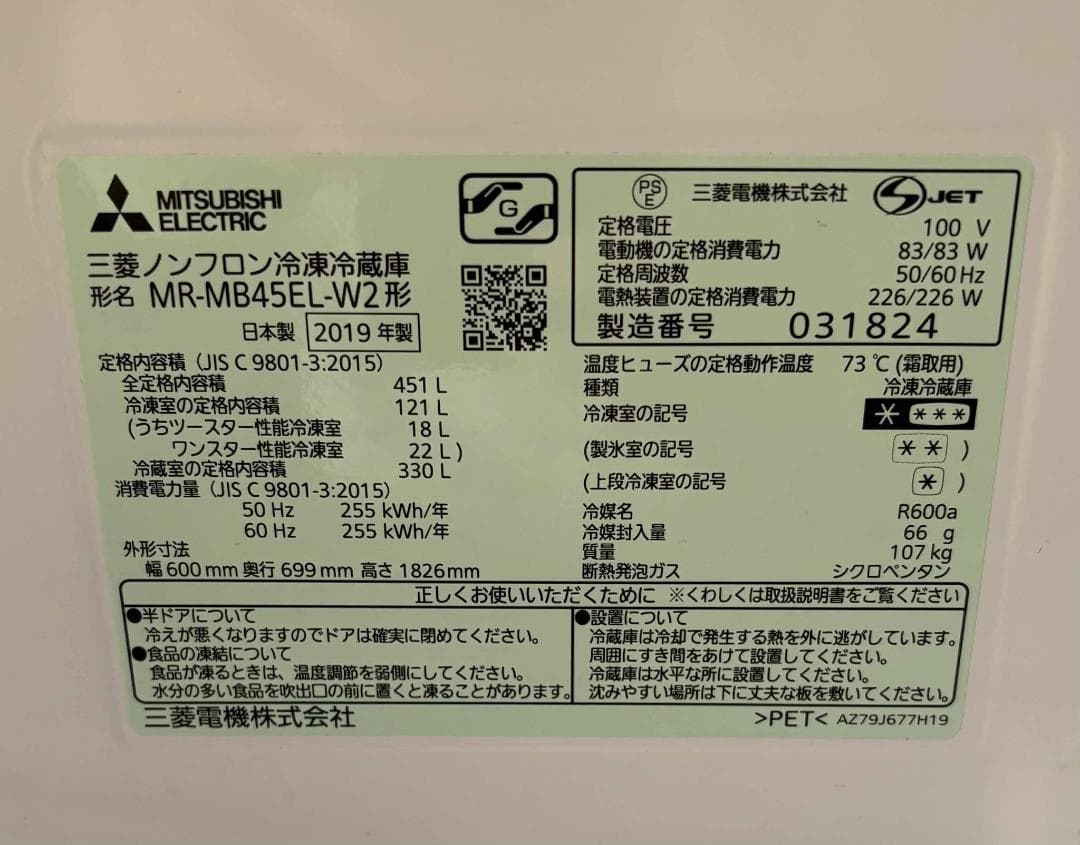 MITSUBISHI
ELECTRIC
G
三菱ノンフロン冷凍冷蔵庫
形名 MR-MB45EL-W2形
日本製 2019年製
定格内容積 (JIS C 9801-3:2015)
全定格内容積 451 L
冷凍室の定格内容積 121 L
(うちツースター性能冷凍室 18 L
ワンスター性能冷凍室 22 L)
冷蔵室の定格内容積 330 L
消費電力量 (JIS C 9801-3:2015)
50 Hz 255 kWh/年
60 Hz 255 kWh/年
外形寸法
幅 600 mm 奥行 699 mm 高さ 1826mm
PS
E
三菱電機株式会社 JET
定格電圧 100 V
電動機の定格消費電力 83/83 W
定格周波数 50/60 Hz
電熱装置の定格消費電力 226/226 W
製造番号 031824
温度ヒューズの定格動作温度 73 ℃ (霜取用)
種類 冷凍冷蔵庫
冷凍室の記号 * ***
(製氷室の記号 ** )
(上段冷凍室の記号 * )
冷媒名 R600a
冷媒封入量 66 g
質量 107 kg
断熱発泡ガス シクロペンタン
正しくお使いいただくために ※くわしくは取扱説明書をご覧ください
●半ドアについて
冷えが悪くなりますのでドアは確実に閉めてください。
●食品の凍結について
食品が凍るときは、温度調節を弱側にしてください。
水分の多い食品を吹出口の前に置くと凍ることがあります。
●設置について
冷蔵庫は冷却で発生する熱を外に逃がしています。
周囲にすき間をあけて設置してください。
冷蔵庫は水平な所に設置してください。
沈みやすい場所は下に丈夫な板を敷いてください。
三菱電機株式会社
>PET< AZ79J677H19